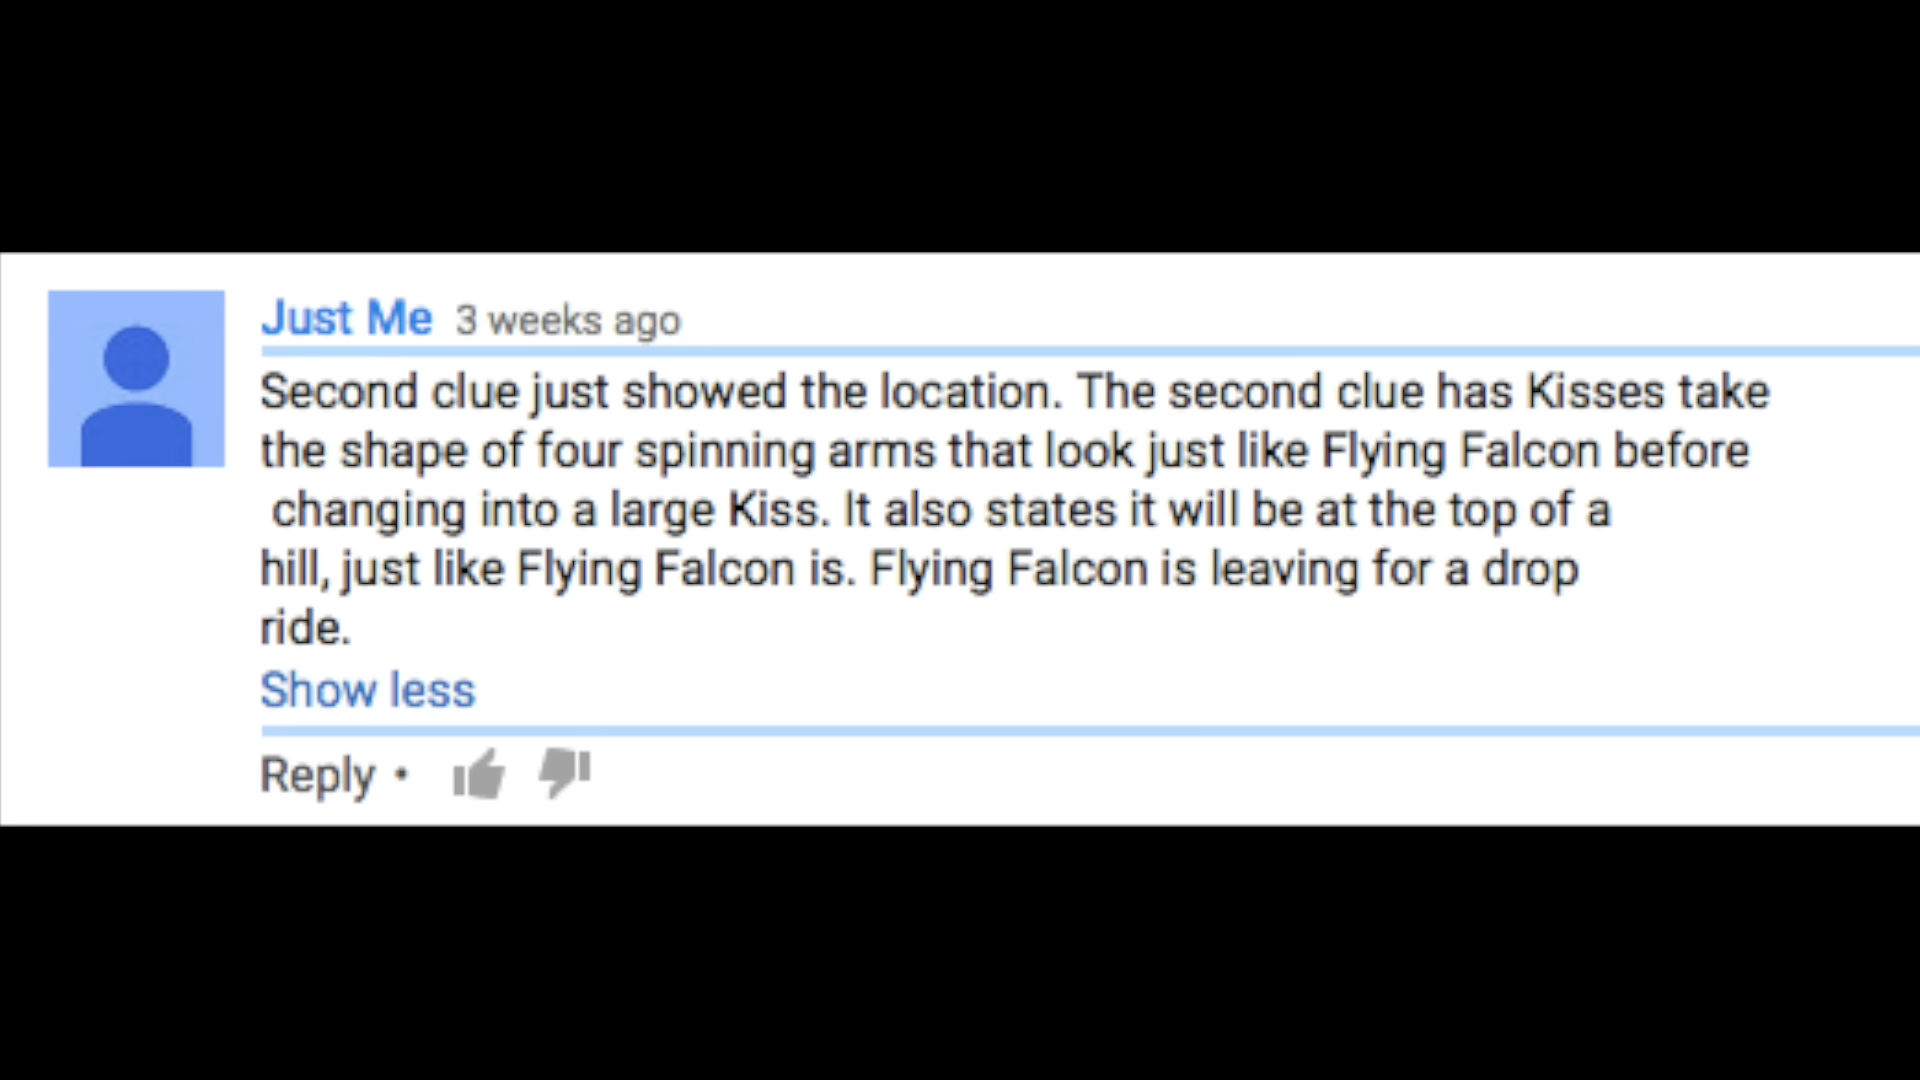 Just Me 3 weeks ago
Second clue just showed the location. The second clue has Kisses take
the shape of four spinning arms that look just like Flying Falcon before
changing into a large Kiss. It also states it will be at the top of a
hill, just like Flying Falcon is. Flying Falcon is leaving for a drop
ride.
Show less
Reply •